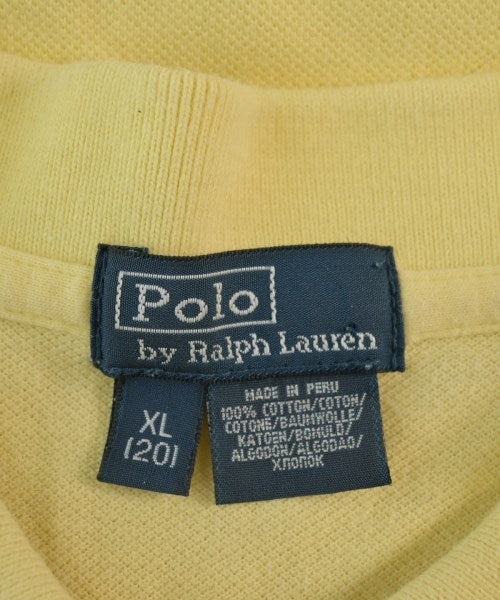 Polo
by Ralph Lauren
XL
(20)
MADE IN PERU
100% COTTON/COTON/
COTONE/BAUMWOLLE/
KATOEN/BOMULD/
ALGODON/ALGODAO/
ХЛОПОК